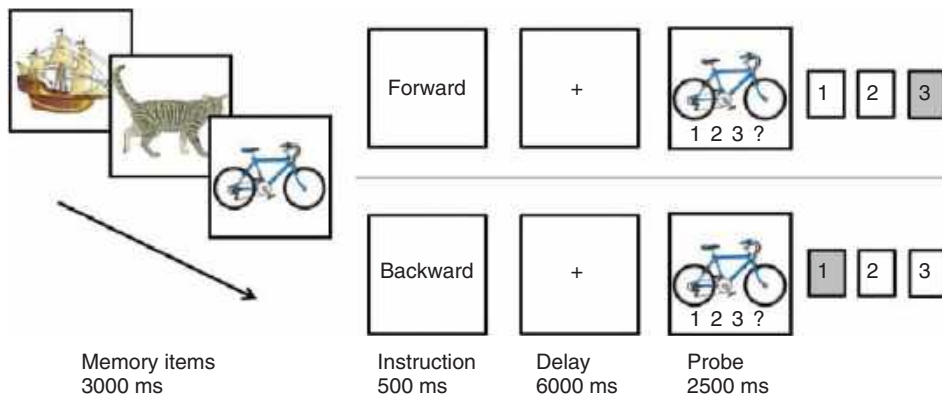 Forward
+
1 2 3 ?
1 2 3
Backward
+
1 2 3 ?
1 2 3
Memory items
3000 ms
Instruction
500 ms
Delay
6000 ms
Probe
2500 ms